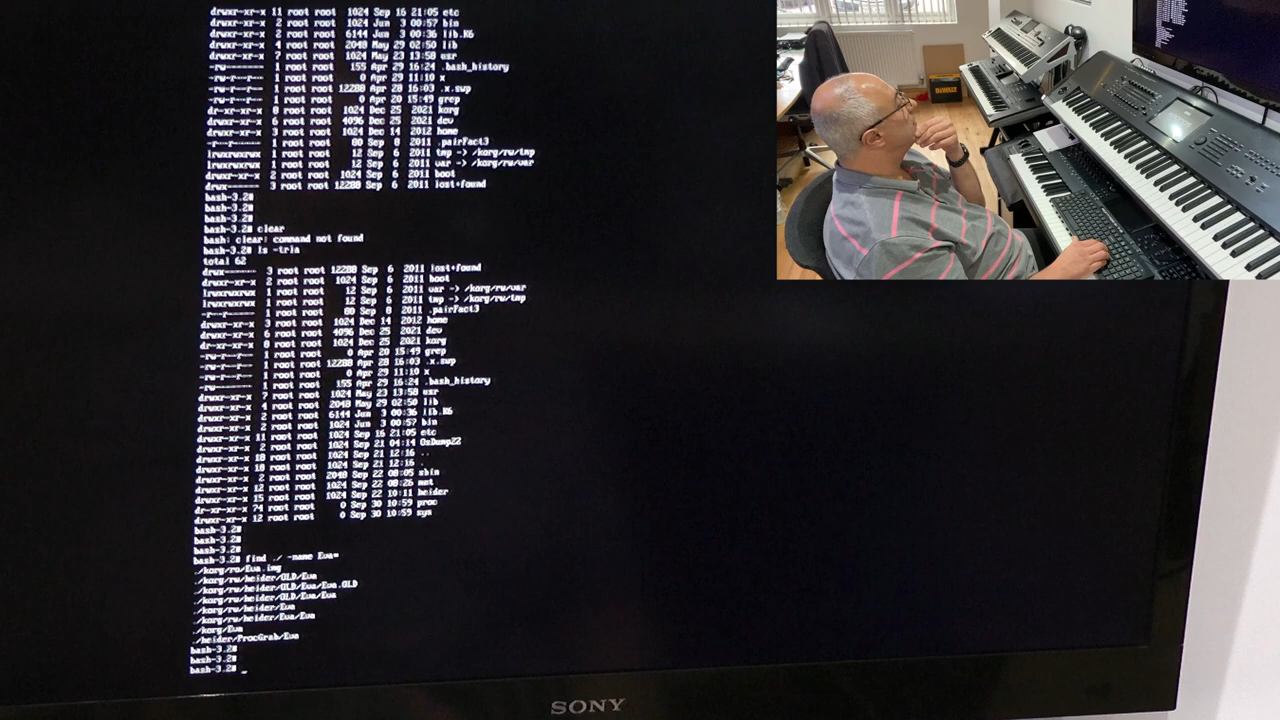 drwxr-xr-x 11 root root 1024 Sep 16 21:05 etc
drwxr-xr-x 2 root root 1024 Jun 3 00:57 bin
drwxr-xr-x 2 root root 6144 Jun 3 00:36 lib.K6
drwxr-xr-x 4 root root 2048 May 29 02:50 lib
drwxr-xr-x 7 root root 1024 May 23 13:58 usr
-rw------- 1 root root 155 Apr 29 16:24 .bash_history
-rw-r--r-- 1 root root 0 Apr 29 11:10 x
-rw-r--r-- 1 root root 12288 Apr 28 16:03 .x.swp
-rw-r--r-- 1 root root 0 Apr 20 15:49 grep
dr-xr-xr-x 8 root root 1024 Dec 25 2021 korg
drwxr-xr-x 6 root root 4096 Dec 25 2021 dev
drwxr-xr-x 3 root root 1024 Dec 14 2012 home
-r--r----- 1 root root 80 Sep 8 2011 .pairFact3
lrwxrwxrwx 1 root root 12 Sep 6 2011 tmp -> /korg/rw/tmp
lrwxrwxrwx 1 root root 12 Sep 6 2011 var -> /korg/rw/var
drwxr-xr-x 2 root root 1024 Sep 6 2011 boot
drwx------ 3 root root 12288 Sep 6 2011 lost+found
bash-3.2#
bash-3.2#
bash-3.2#
bash-3.2# clear
bash: clear: command not found
bash-3.2# ls -trla
total 62
drwx------ 3 root root 12288 Sep 6 2011 lost+found
drwxr-xr-x 2 root root 1024 Sep 6 2011 boot
lrwxrwxrwx 1 root root 12 Sep 6 2011 var -> /korg/rw/var
lrwxrwxrwx 1 root root 12 Sep 6 2011 tmp -> /korg/rw/tmp
-r--r----- 1 root root 80 Sep 8 2011 .pairFact3
drwxr-xr-x 3 root root 1024 Dec 14 2012 home
drwxr-xr-x 6 root root 4096 Dec 25 2021 dev
dr-xr-xr-x 8 root root 1024 Dec 25 2021 korg
-rw-r--r-- 1 root root 0 Apr 20 15:49 grep
-rw-r--r-- 1 root root 12288 Apr 28 16:03 .x.swp
-rw-r--r-- 1 root root 0 Apr 29 11:10 x
-rw------- 1 root root 155 Apr 29 16:24 .bash_history
drwxr-xr-x 7 root root 1024 May 23 13:58 usr
drwxr-xr-x 4 root root 2048 May 29 02:50 lib
drwxr-xr-x 2 root root 6144 Jun 3 00:36 lib.K6
drwxr-xr-x 2 root root 1024 Jun 3 00:57 bin
drwxr-xr-x 11 root root 1024 Sep 16 21:05 etc
drwxr-xr-x 2 root root 1024 Sep 21 04:14 OsDump22
drwxr-xr-x 18 root root 1024 Sep 21 12:16 ..
drwxr-xr-x 18 root root 1024 Sep 21 12:16 .
drwxr-xr-x 2 root root 2048 Sep 22 08:05 sbin
drwxr-xr-x 12 root root 1024 Sep 22 08:26 mnt
drwxr-xr-x 15 root root 1024 Sep 22 10:11 heider
dr-xr-xr-x 74 root root 0 Sep 30 10:59 proc
drwxr-xr-x 12 root root 0 Sep 30 10:59 sys
bash-3.2#
bash-3.2#
bash-3.2#
bash-3.2# find ./ -name Eva*
./korg/ro/Eva.img
./korg/rw/heider/OLD/Eva
./korg/rw/heider/OLD/Eva/Eva.OLD
./korg/rw/heider/OLD/Eva/Eva
./korg/rw/heider/Eva
./korg/rw/heider/Eva/Eva
./korg/Eva
./heider/ProcGrab/Eva
bash-3.2#
bash-3.2#
bash-3.2# _
SONY
DEWALT